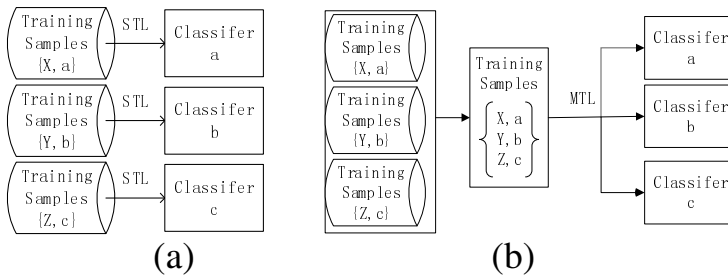 Training
Samples
{X, a}
STL
Classifer
a
Training
Samples
{Y, b}
STL
Classifer
b
Training
Samples
{Z, c}
STL
Classifer
c
(a)
Training
Samples
{X, a}
Training
Samples
{Y, b}
Training
Samples
{Z, c}
Training
Samples
X, a
Y, b
Z, c
MTL
Classifer
a
Classifer
b
Classifer
c
(b)